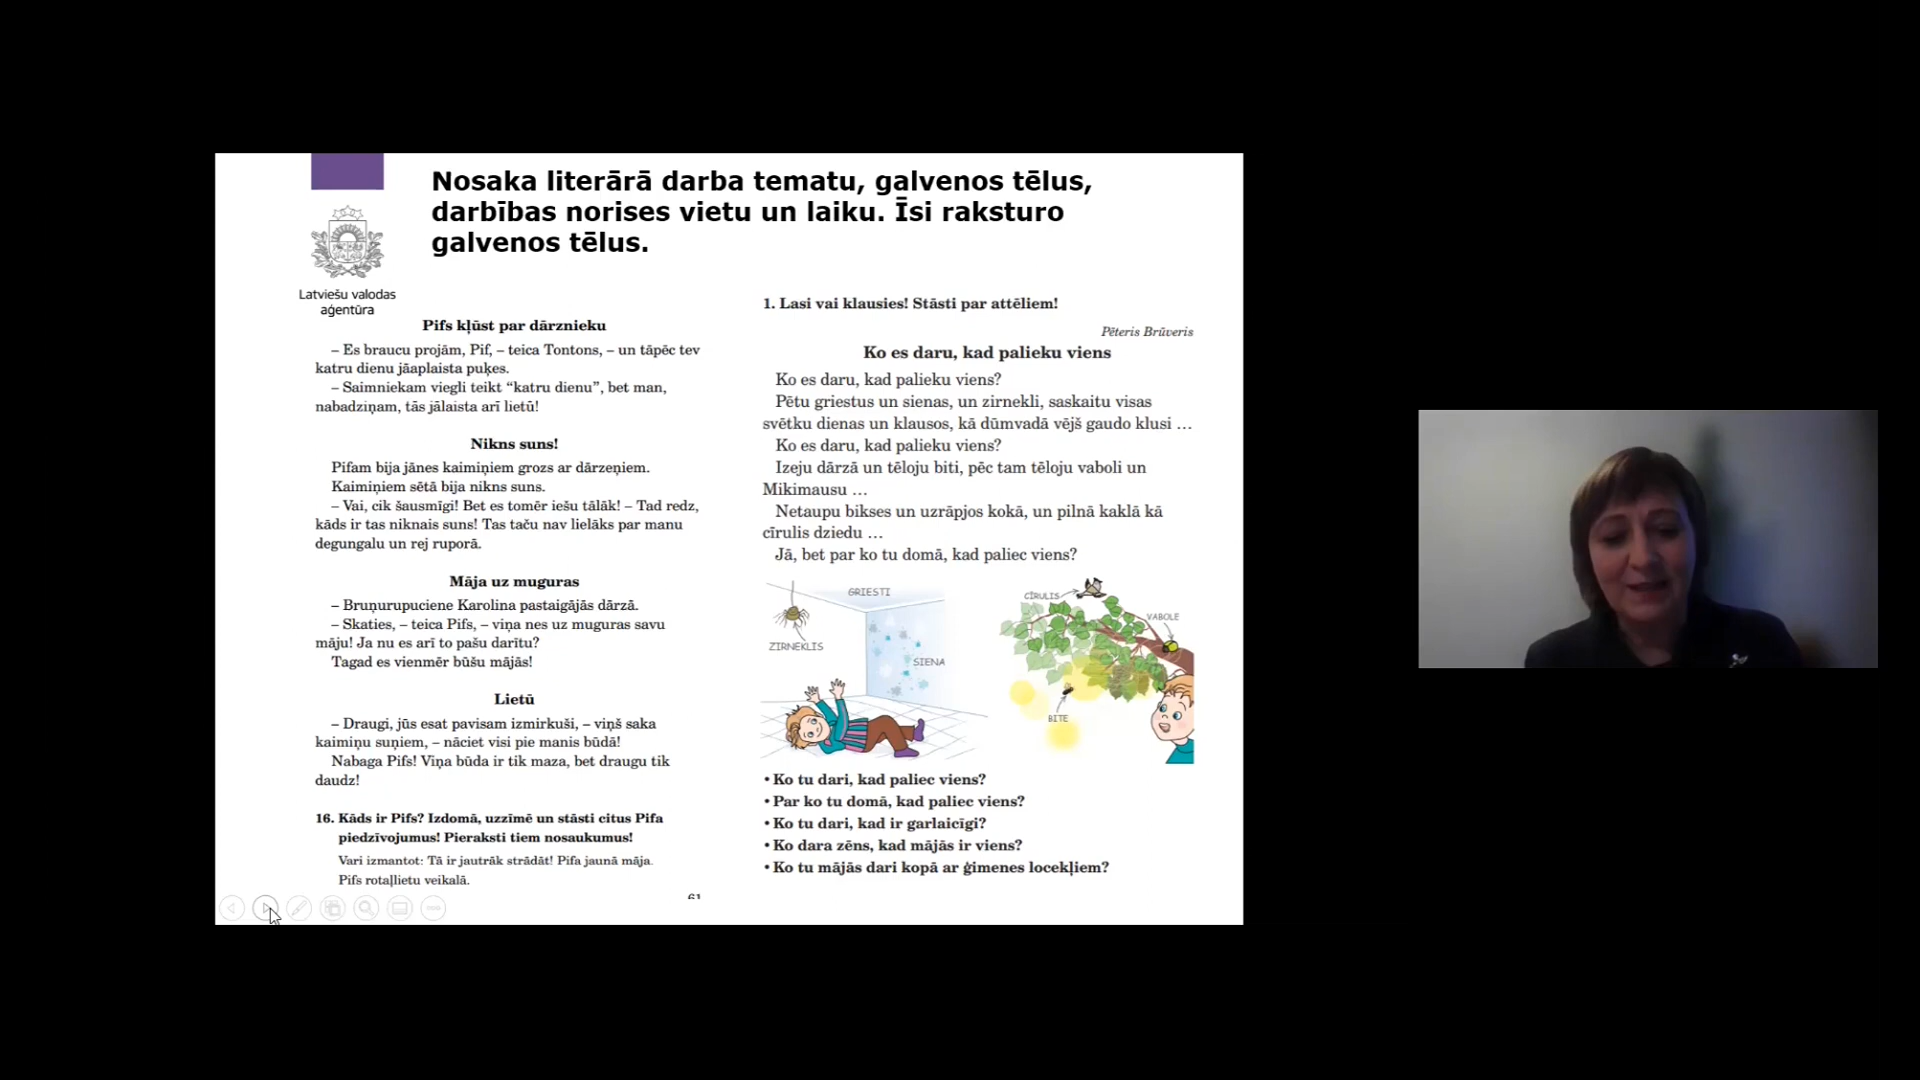 Nosaka literārā darba tematu, galvenos tēlus,
darbības norises vietu un laiku. Īsi raksturo
galvenos tēlus.
Latviešu valodas
aģentūra
Pifs kļūst par dārznieku
– Es braucu projām, Pif, – teica Tontons, – un tāpēc tev
katru dienu jāaplaista puķes.
– Saimniekam viegli teikt “katru dienu”, bet man,
nabadziņam, tās jālaista arī lietū!
Nikns suns!
Pifam bija jānes kaimiņiem grozs ar dārzeņiem.
Kaimiņiem sētā bija nikns suns.
– Vai, cik šausmīgi! Bet es tomēr iešu tālāk! – Tad redz,
kāds ir tas niknais suns! Tas taču nav lielāks par manu
degungalu un rej ruporā.
Māja uz muguras
– Bruņurupuciene Karolina pastaigājās dārzā.
– Skaties, – teica Pifs, – viņa nes uz muguras savu
māju! Ja nu es arī to pašu darītu?
Tagad es vienmēr būšu mājās!
Lietū
– Draugi, jūs esat pavisam izmirkuši, – viņš saka
kaimiņu suņiem, – nāciet visi pie manis būdā!
Nabaga Pifs! Viņa būda ir tik maza, bet draugu tik
daudz!
16. Kāds ir Pifs? Izdomā, uzzīmē un stāsti citus Pifa
piedzīvojumus! Pieraksti tiem nosaukumus!
Vari izmantot: Tā ir jautrāk strādāt! Pifa jaunā māja.
Pifs rotaļlietu veikalā.
61
1. Lasi vai klausies! Stāsti par attēliem!
Pēteris Brūveris
Ko es daru, kad palieku viens
Ko es daru, kad palieku viens?
Pētu griestus un sienas, un zirnekli, saskaitu visas
svētku dienas un klausos, kā dūmvadā vējš gaudo klusi ...
Ko es daru, kad palieku viens?
Izeju dārzā un tēloju biti, pēc tam tēloju vaboli un
Mikimausu ...
Netaupu bikses un uzrāpjos kokā, un pilnā kaklā kā
cīrulis dziedu ...
Jā, bet par ko tu domā, kad paliec viens?
GRIESTI
ZIRNEKLIS
SIENA
CĪRULIS
VABOLE
BITE
• Ko tu dari, kad paliec viens?
• Par ko tu domā, kad paliec viens?
• Ko tu dari, kad ir garlaicīgi?
• Ko dara zēns, kad mājās ir viens?
• Ko tu mājās dari kopā ar ģimenes locekļiem?